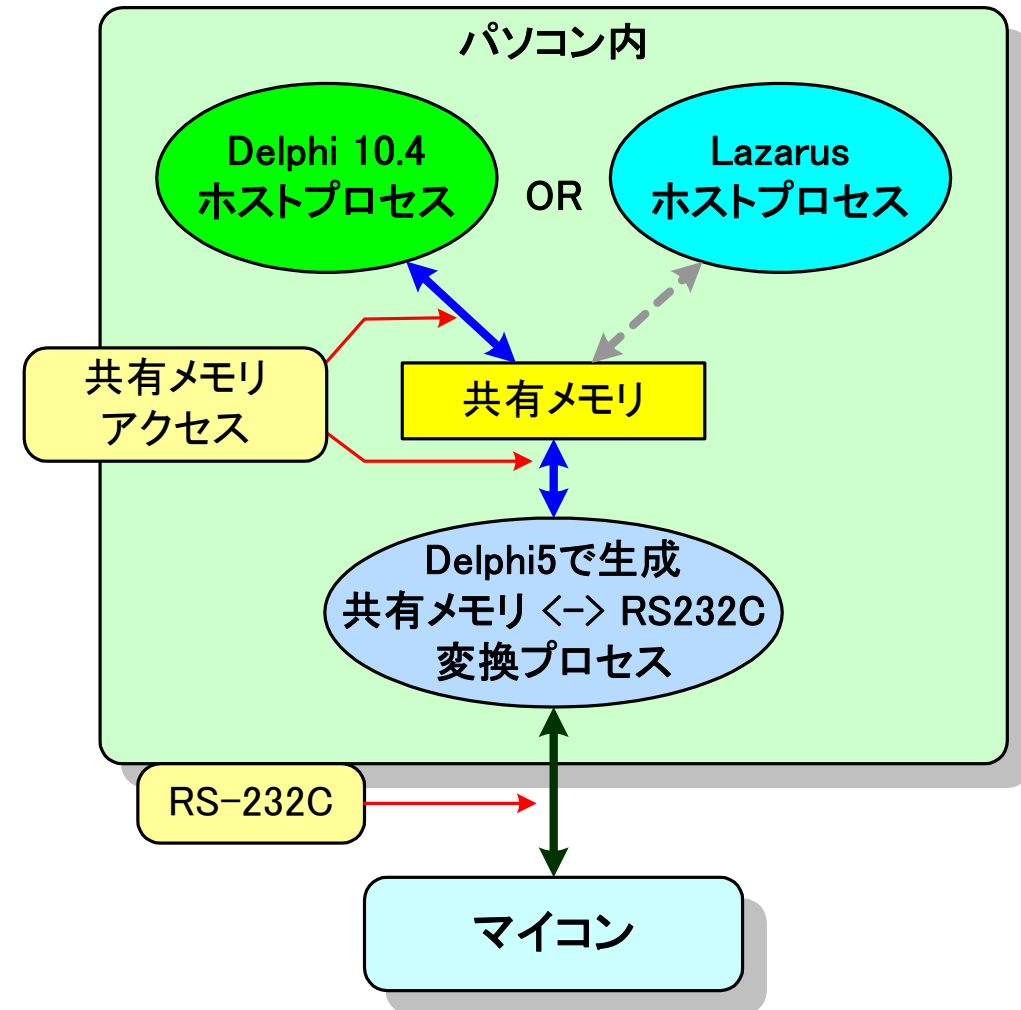 パソコン内
Delphi 10.4
ホストプロセス
OR
Lazarus
ホストプロセス
共有メモリ
アクセス
共有メモリ
Delphi5で生成
共有メモリ <-> RS232C
変換プロセス
RS-232C
マイコン